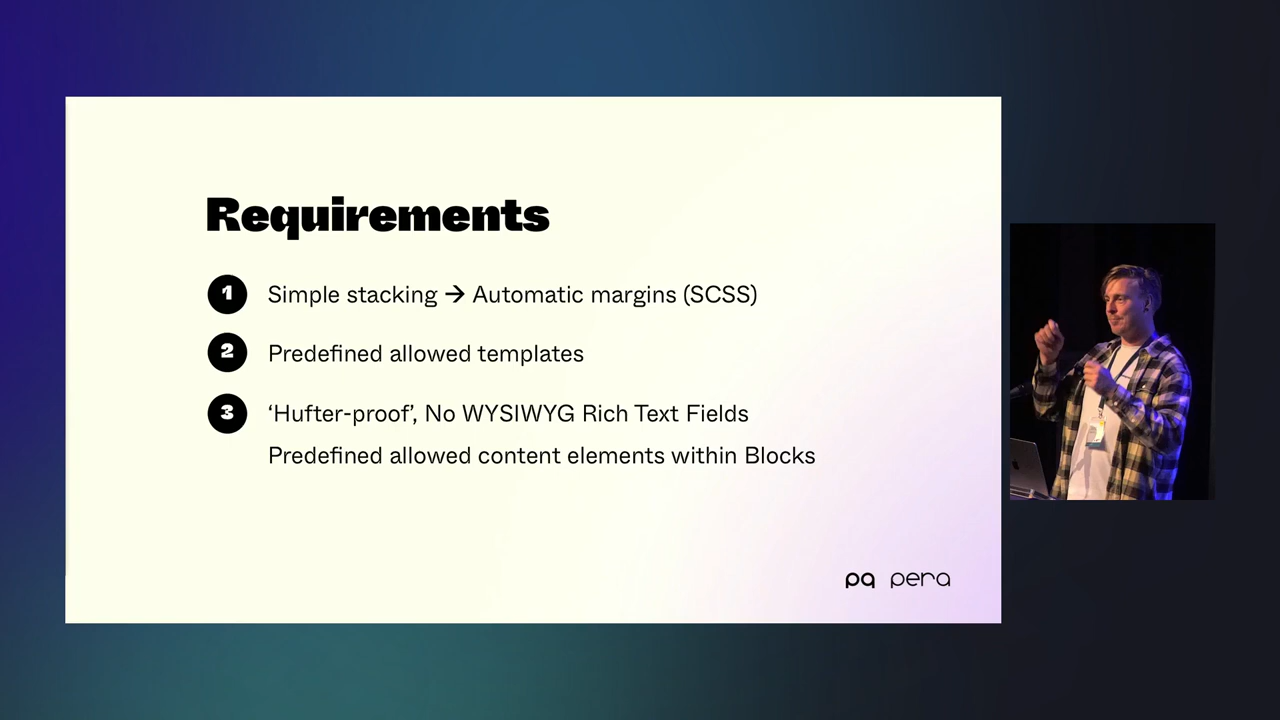 Requirements
1 Simple stacking → Automatic margins (SCSS)
2 Predefined allowed templates
3 ‘Hufter-proof’, No WYSIWYG Rich Text Fields
Predefined allowed content elements within Blocks
pq pera